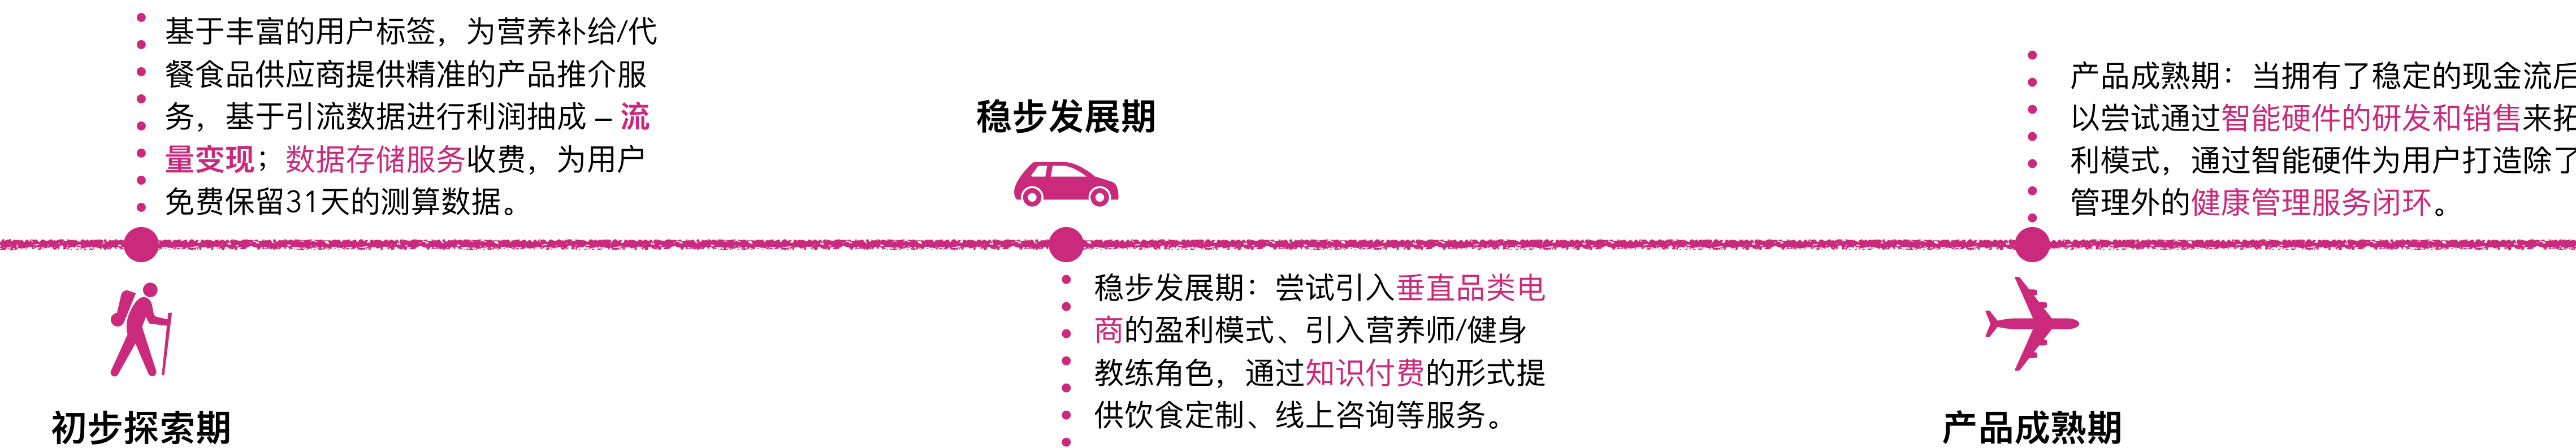 基于丰富的用户标签，为营养补给/代
餐食品供应商提供精准的产品推介服
务，基于引流数据进行利润抽成 – 流
量变现；数据存储服务收费，为用户
免费保留31天的测算数据。
初步探索期
稳步发展期
稳步发展期：尝试引入垂直品类电
商的盈利模式、引入营养师/健身
教练角色，通过知识付费的形式提
供饮食定制、线上咨询等服务。
产品成熟期：当拥有了稳定的现金流后
以尝试通过智能硬件的研发和销售来拓
利模式，通过智能硬件为用户打造除了
管理外的健康管理服务闭环。
产品成熟期